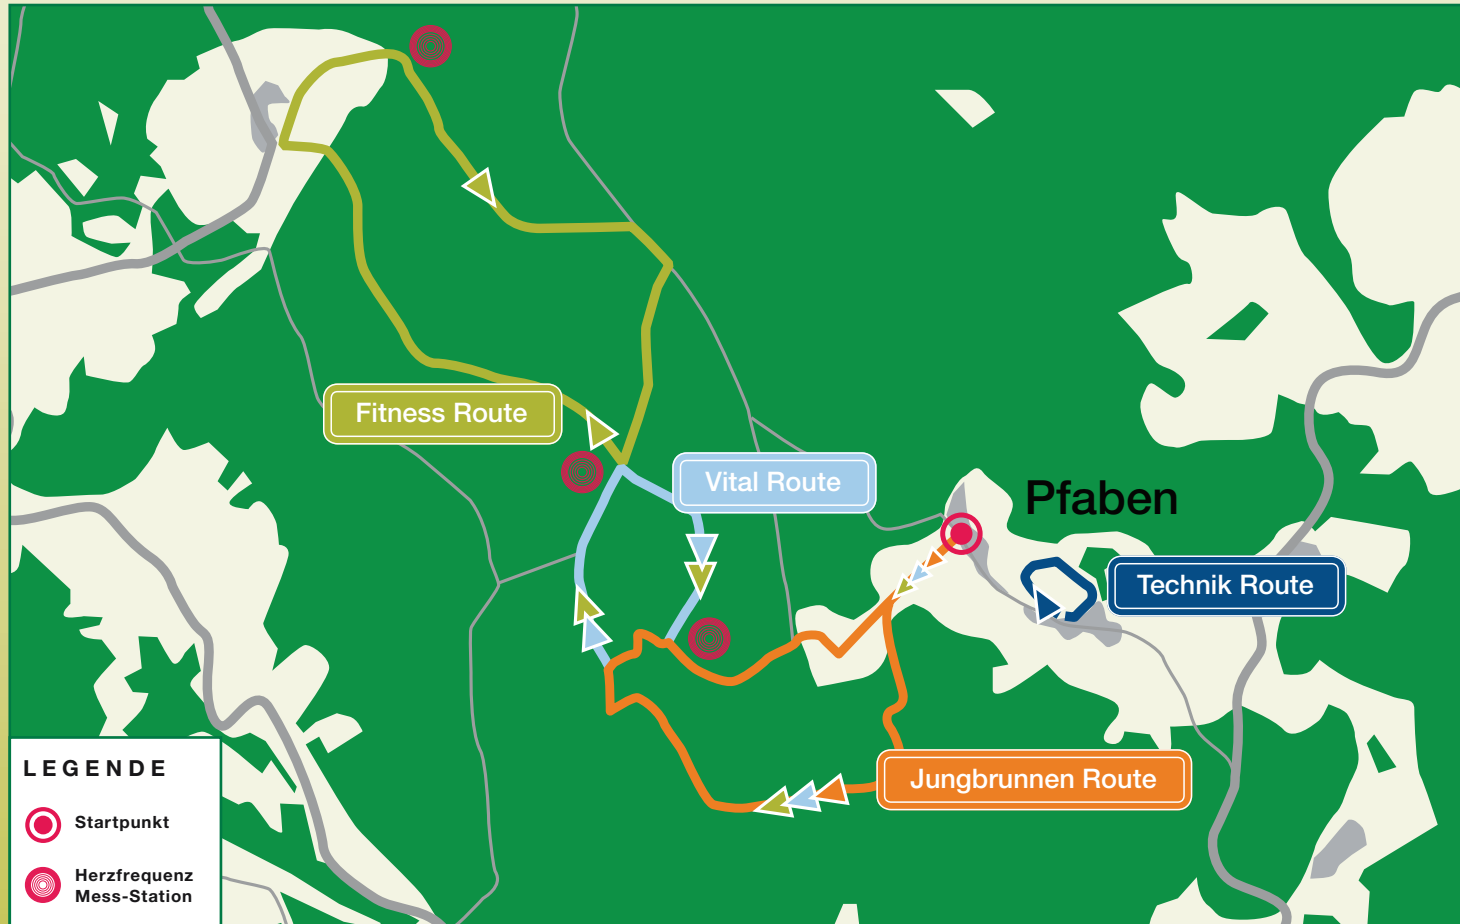 Fitness Route
Vital Route
Pfaben
Technik Route
Jungbrunnen Route
LEGENDE
Startpunkt
Herzfrequenz
Mess-Station